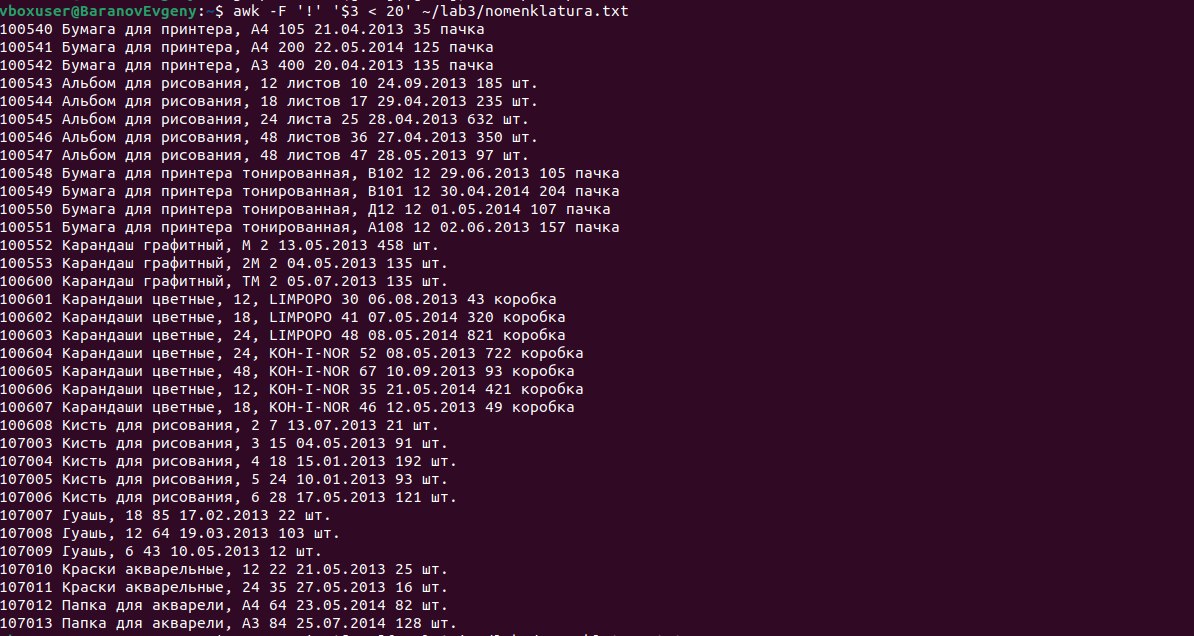 vboxuser@BaranovEvgeny:~$ awk -F '!' '$3 < 20' ~/lab3/nomenklatura.txt
100540 Бумага для принтера, А4 105 21.04.2013 35 пачка
100541 Бумага для принтера, А4 200 22.05.2014 125 пачка
100542 Бумага для принтера, А3 400 20.04.2013 135 пачка
100543 Альбом для рисования, 12 листов 10 24.09.2013 185 шт.
100544 Альбом для рисования, 18 листов 17 29.04.2013 235 шт.
100545 Альбом для рисования, 24 листа 25 28.04.2013 632 шт.
100546 Альбом для рисования, 48 листов 36 27.04.2013 350 шт.
100547 Альбом для рисования, 48 листов 47 28.05.2013 97 шт.
100548 Бумага для принтера тонированная, В102 12 29.06.2013 105 пачка
100549 Бумага для принтера тонированная, В101 12 30.04.2014 204 пачка
100550 Бумага для принтера тонированная, Д12 12 01.05.2014 107 пачка
100551 Бумага для принтера тонированная, А108 12 02.06.2013 157 пачка
100552 Карандаш графитный, М 2 13.05.2013 458 шт.
100553 Карандаш графитный, 2М 2 04.05.2013 135 шт.
100600 Карандаш графитный, ТМ 2 05.07.2013 135 шт.
100601 Карандаши цветные, 12, LIMPOPO 30 06.08.2013 43 коробка
100602 Карандаши цветные, 18, LIMPOPO 41 07.05.2014 320 коробка
100603 Карандаши цветные, 24, LIMPOPO 48 08.05.2014 821 коробка
100604 Карандаши цветные, 24, KOH-I-NOR 52 08.05.2013 722 коробка
100605 Карандаши цветные, 48, KOH-I-NOR 67 10.09.2013 93 коробка
100606 Карандаши цветные, 12, KOH-I-NOR 35 21.05.2014 421 коробка
100607 Карандаши цветные, 18, KOH-I-NOR 46 12.05.2013 49 коробка
100608 Кисть для рисования, 2 7 13.07.2013 21 шт.
107003 Кисть для рисования, 3 15 04.05.2013 91 шт.
107004 Кисть для рисования, 4 18 15.01.2013 192 шт.
107005 Кисть для рисования, 5 24 10.01.2013 93 шт.
107006 Кисть для рисования, 6 28 17.05.2013 121 шт.
107007 Гуашь, 18 85 17.02.2013 22 шт.
107008 Гуашь, 12 64 19.03.2013 103 шт.
107009 Гуашь, 6 43 10.05.2013 12 шт.
107010 Краски акварельные, 12 22 21.05.2013 25 шт.
107011 Краски акварельные, 24 35 27.05.2013 16 шт.
107012 Папка для акварели, А4 64 23.05.2014 82 шт.
107013 Папка для акварели, А3 84 25.07.2014 128 шт.